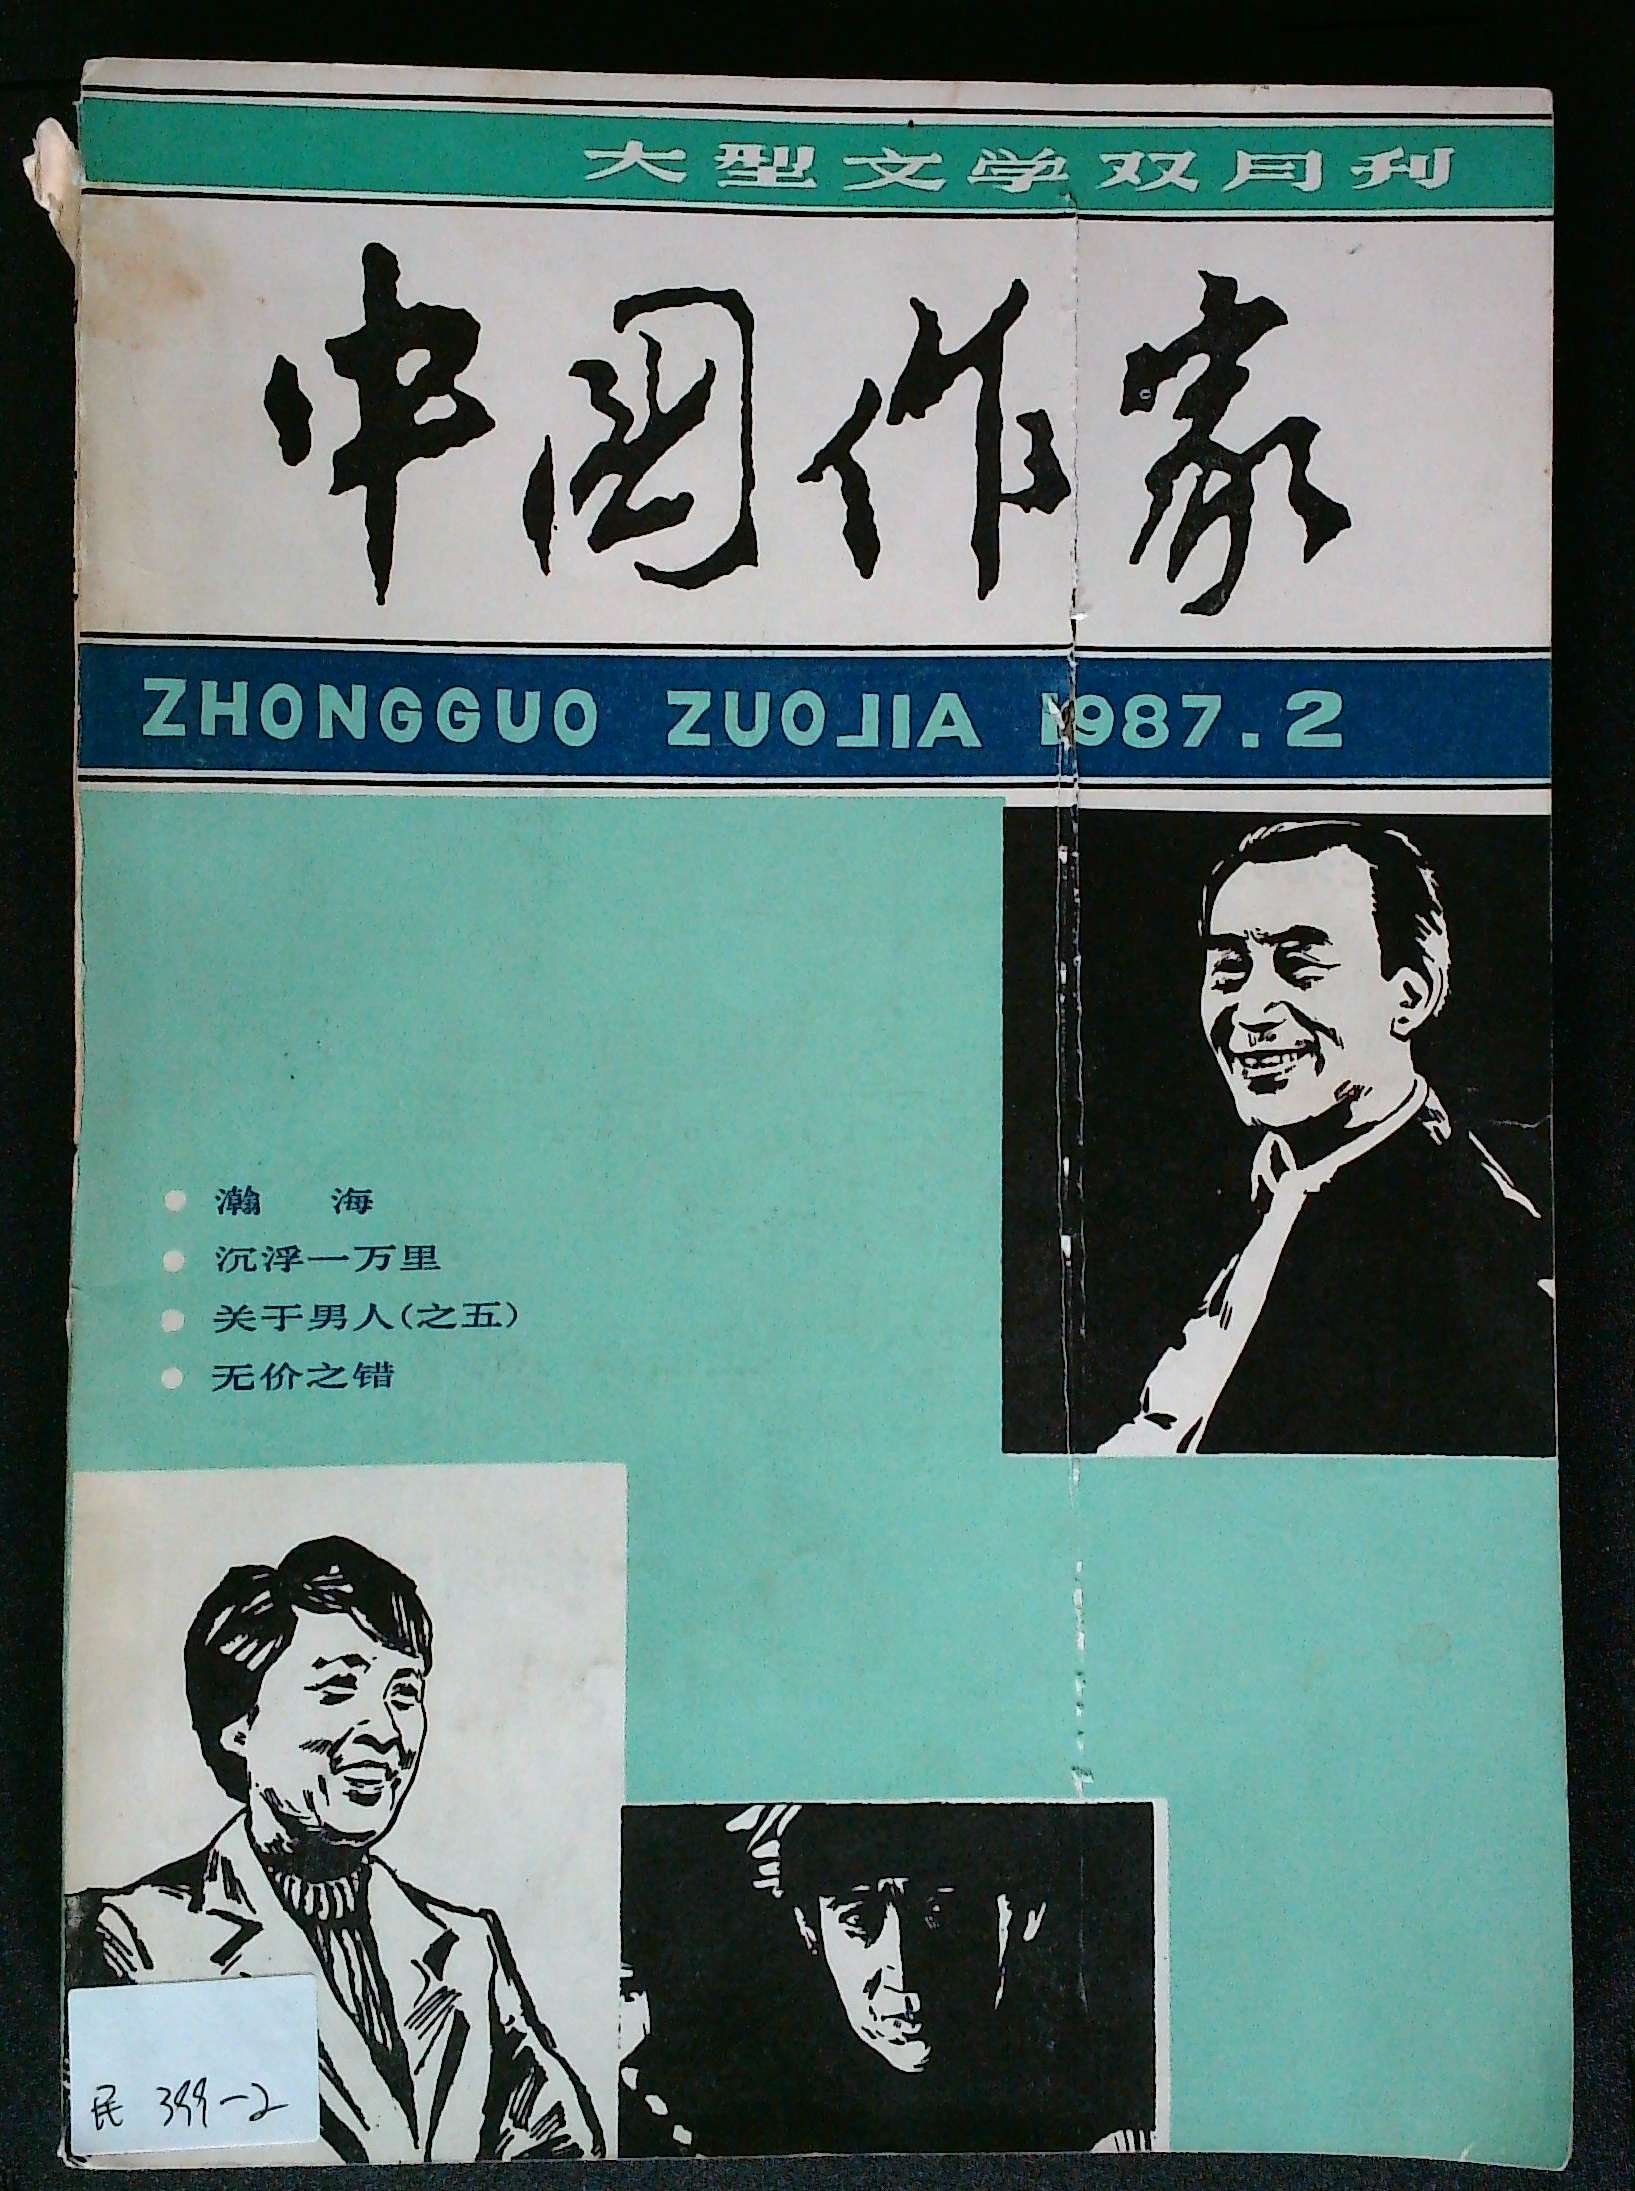 大型文学双月刊
中国作家
ZHONGGUO ZUOJIA 1987.2
瀚 海
沉浮一万里
关于男人(之五)
无价之错
民 399-2